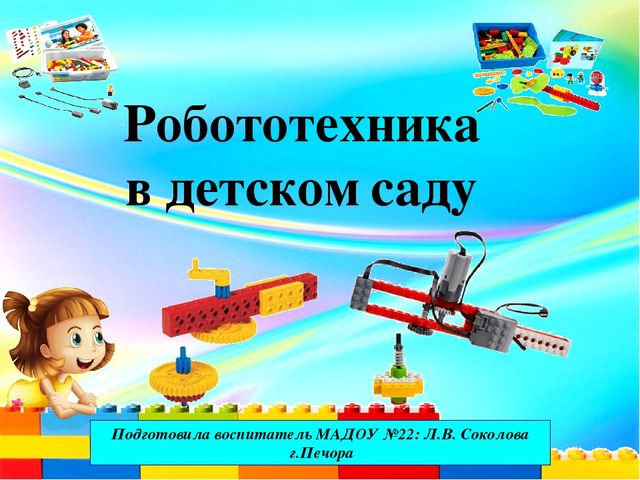 Робототехника
в детском саду
Подготовила воспитатель МАДОУ №22: Л.В. Соколова
г.Печора